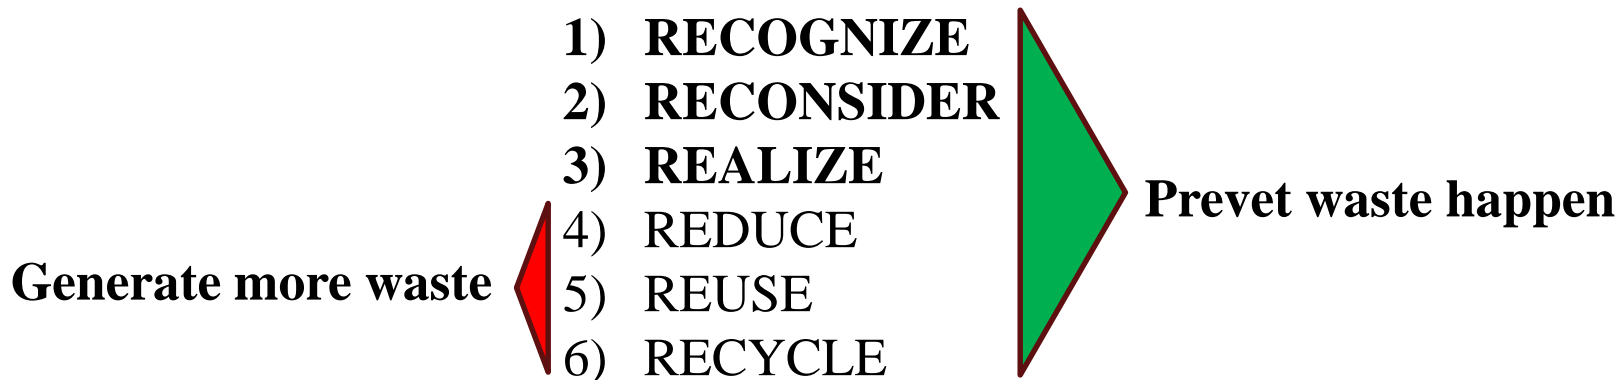 1) RECOGNIZE
2) RECONSIDER
3) REALIZE
4) REDUCE
5) REUSE
6) RECYCLE
Generate more waste
Prevet waste happen